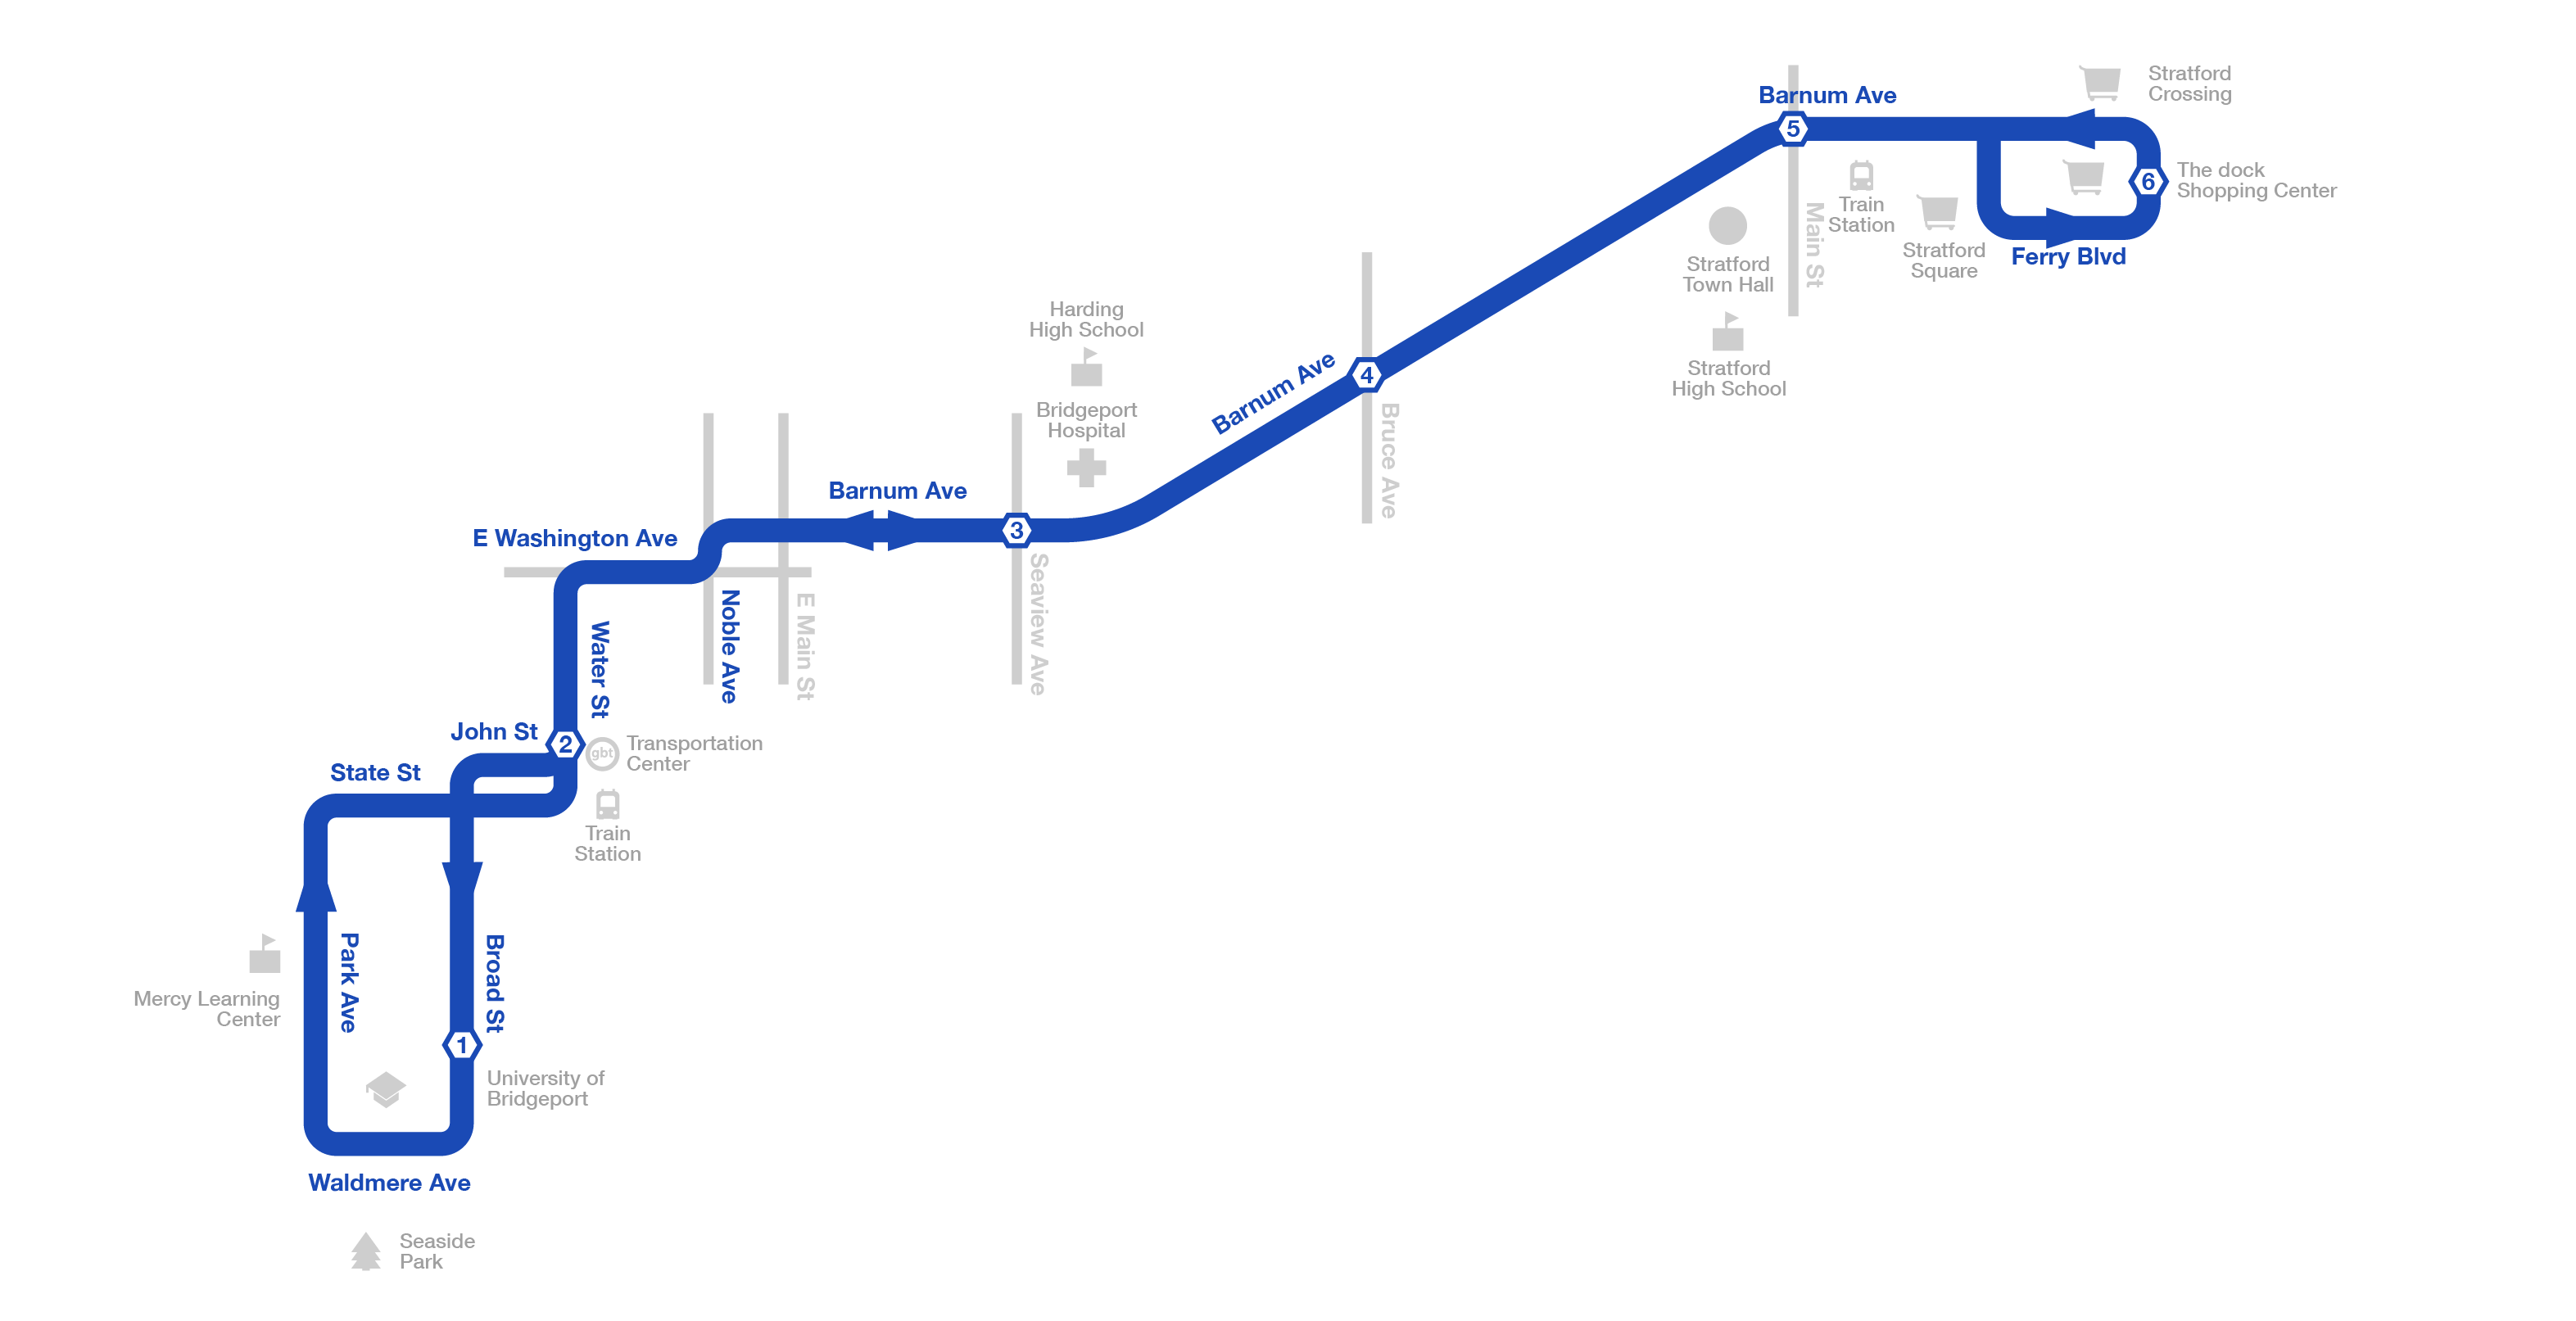 Stratford
Crossing
Barnum Ave
5
6
The dock
Shopping Center
Train
Station
Main St
Stratford
Square
Ferry Blvd
Stratford
Town Hall
Stratford
High School
Harding
High School
Bridgeport
Hospital
Barnum Ave
4
Bruce Ave
Barnum Ave
3
Seaview Ave
E Washington Ave
Noble Ave
E Main St
Water St
John St
2
gbt
Transportation
Center
State St
Train
Station
Park Ave
Broad St
Mercy Learning
Center
1
University of
Bridgeport
Waldmere Ave
Seaside
Park